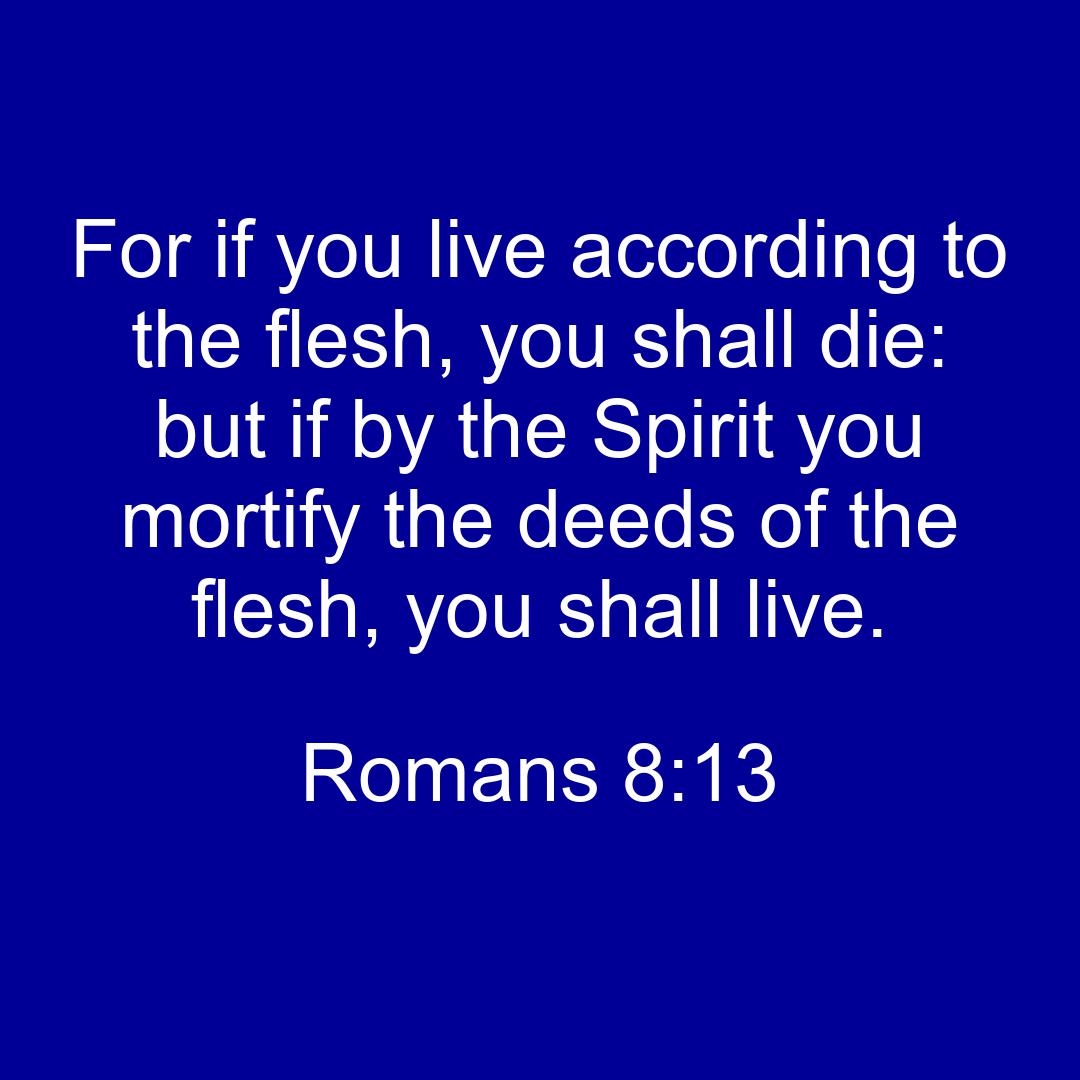 For if you live according to
the flesh, you shall die:
but if by the Spirit you
mortify the deeds of the
flesh, you shall live.
Romans 8:13